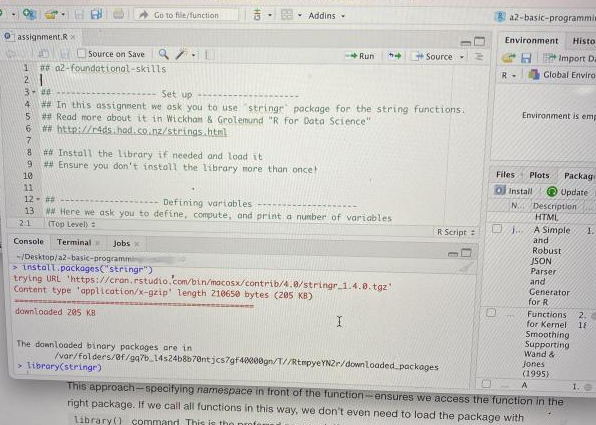 Go to file/function
Addins
a2-basic-programmi
assignment.R
Source on Save
Run
Source
1 ## a2-foundational-skills
2
3 ## -------------------- Set up --------------------
4 ## In this assignment we ask you to use `stringr` package for the string functions.
5 ## Read more about it in Wickham & Grolemund "R for Data Science"
6 ## http://r4ds.had.co.nz/strings.html
7
8 ## Install the library if needed and load it
9 ## Ensure you don't install the library more than once!
10
11
12 ## -------------------- Defining variables --------------------
13 ## Here we ask you to define, compute, and print a number of variables
2:1 (Top Level) R Script
Console Terminal Jobs
~/Desktop/a2-basic-programmin
> install.packages("stringr")
trying URL 'https://cran.rstudio.com/bin/macosx/contrib/4.0/stringr_1.4.0.tgz'
Content type 'application/x-gzip' length 210650 bytes (205 KB)
==================================================
downloaded 205 KB
The downloaded binary packages are in
/var/folders/0f/gq7b_l4s24b8b70ntjcs7gf40000gn/T//RtmpyeYN2r/downloaded_packages
> library(stringr)
Environment Histo
Import Da
R Global Enviro
Environment is emp
Files Plots Packag
Install Update
N... Description
HTML
j... A Simple 1.
and
Robust
JSON
Parser
and
Generator
for R
Functions 2.
for Kernel
Smoothing
Supporting
Wand &
Jones
(1995)
A 1.
This approach—specifying namespace in front of the function—ensures we access the function in the
right package. If we call all functions in this way, we don't even need to load the package with
library() command. This is the